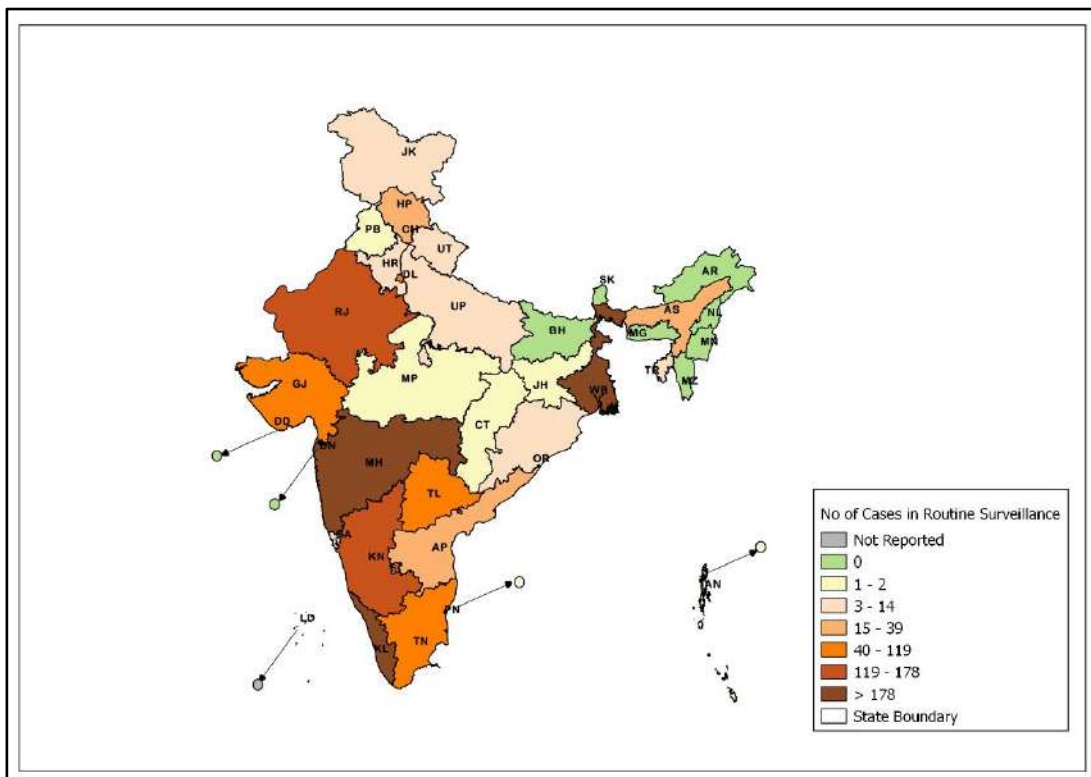 JK
HP
CH
PB
UT
HR
DL
SK
AR
RJ
UP
AS
NL
BH
MG
MN
TR
MZ
GJ
MP
JH
WB
DD
CT
DN
MH
OR
TL
GA
KN
AP
AN
PN
LD
TN
KL
No of Cases in Routine Surveillance
Not Reported
0
1 - 2
3 - 14
15 - 39
40 - 119
119 - 178
> 178
State Boundary